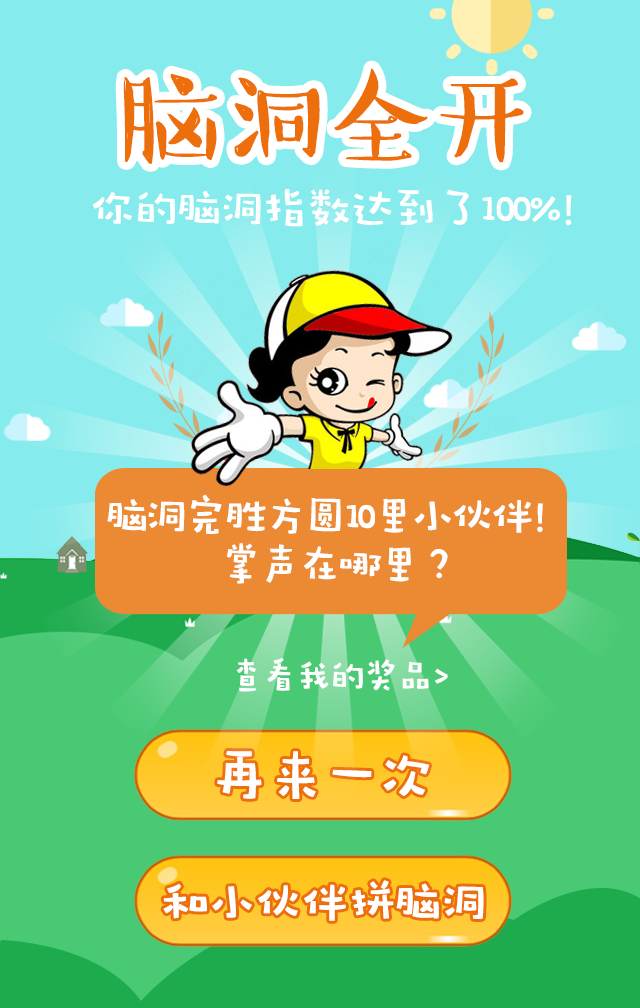 脑洞全开
你的脑洞指数达到了100%!
脑洞完胜方圆10里小伙伴!
掌声在哪里?
查看我的奖品>
再来一次
和小伙伴拼脑洞